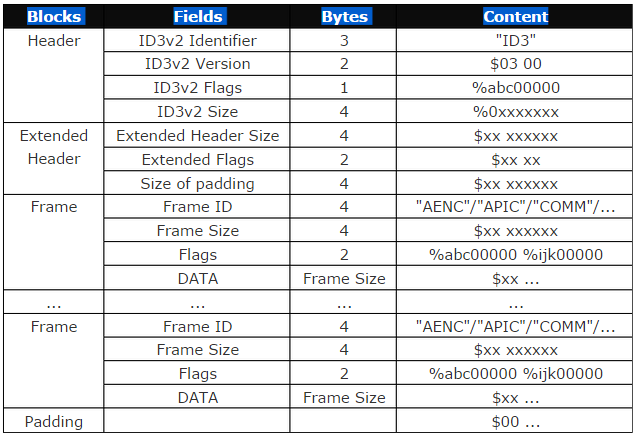 Blocks Fields Bytes Content
Header ID3v2 Identifier 3 "ID3"
ID3v2 Version 2 $03 00
ID3v2 Flags 1 %abc00000
ID3v2 Size 4 %0xxxxxxx
Extended Extended Header Size 4 $xx xxxxxx
Header Extended Flags 2 $xx xx
Size of padding 4 $xx xxxxxx
Frame Frame ID 4 "AENC"/"APIC"/"COMM"/...
Frame Size 4 $xx xxxxxx
Flags 2 %abc00000 %ijk00000
DATA Frame Size $xx ...
... ... ... ...
Frame Frame ID 4 "AENC"/"APIC"/"COMM"/...
Frame Size 4 $xx xxxxxx
Flags 2 %abc00000 %ijk00000
DATA Frame Size $xx ...
Padding $00 ...